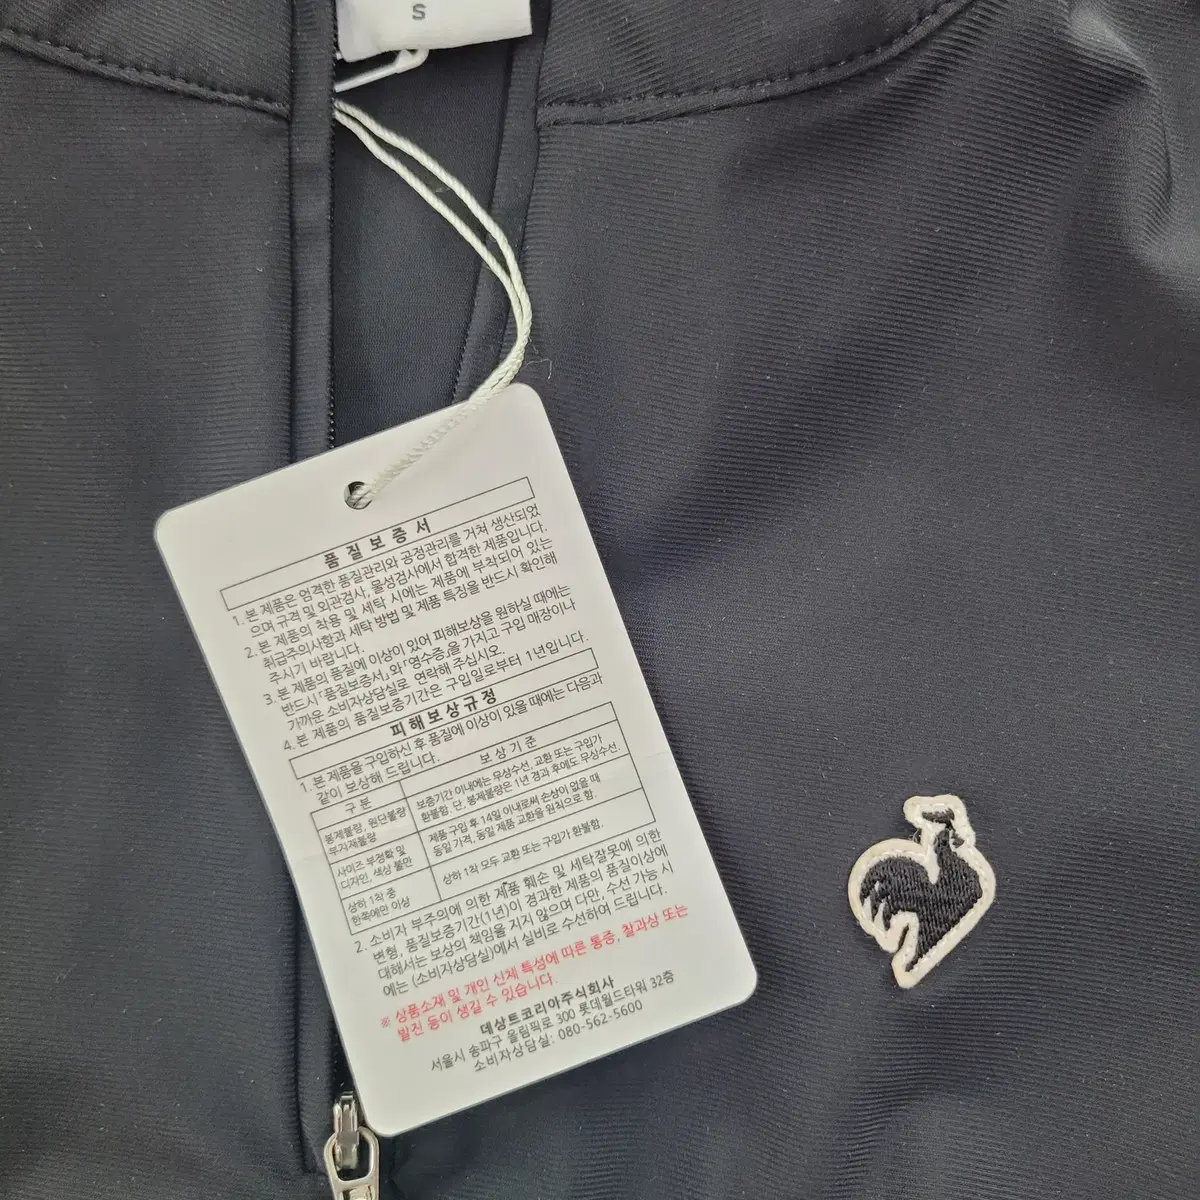 S
품질보증서
1. 본 제품은 엄격한 품질관리와 공정관리를 거쳐 생산되었
으며 규격 및 외관검사, 물성검사에서 합격한 제품입니다.
2. 본 제품의 착용 및 세탁 시에는 제품에 부착되어 있는
취급주의사항과 세탁 방법 및 제품 특징을 반드시 확인해
주시기 바랍니다.
3. 본 제품의 품질에 이상이 있어 피해보상을 원하실 때에는
반드시 「품질보증서」와 「영수증」을 가지고 구입 매장이나
가까운 소비자상담실로 연락해 주십시오.
4. 본 제품의 품질보증기간은 구입일로부터 1년입니다.
피해보상규정
1. 본 제품을 구입하신 후 품질에 이상이 있을 때에는 다음과
같이 보상해 드립니다.
구분 보상기준
봉제불량, 원단불량 보증기간 이내에는 무상수선, 교환 또는 구입가
부자재불량 환불함. 단, 봉제불량은 1년 경과 후에도 무상수선.
사이즈 부정확 및 제품 구입 후 14일 이내로써 손상이 없을 때
디자인, 색상 불만 동일 가격, 동일 제품 교환을 원칙으로 함.
상하 1착 중 상하 1착 모두 교환 또는 구입가 환불함.
한쪽에만 이상
2. 소비자 부주의에 의한 제품 훼손 및 세탁잘못에 의한
변형, 품질보증기간(1년)이 경과한 제품의 품질이상에
대해서는 보상의 책임을 지지 않으며 다만, 수선 가능 시
에는 (소비자상담실)에서 실비로 수선하여 드립니다.
※ 상품소재 및 개인 신체 특성에 따른 통증, 찰과상 또는
발진 등이 생길 수 있습니다.
데상트코리아주식회사
서울시 송파구 올림픽로 300 롯데월드타워 32층
소비자상담실: 080-562-5600